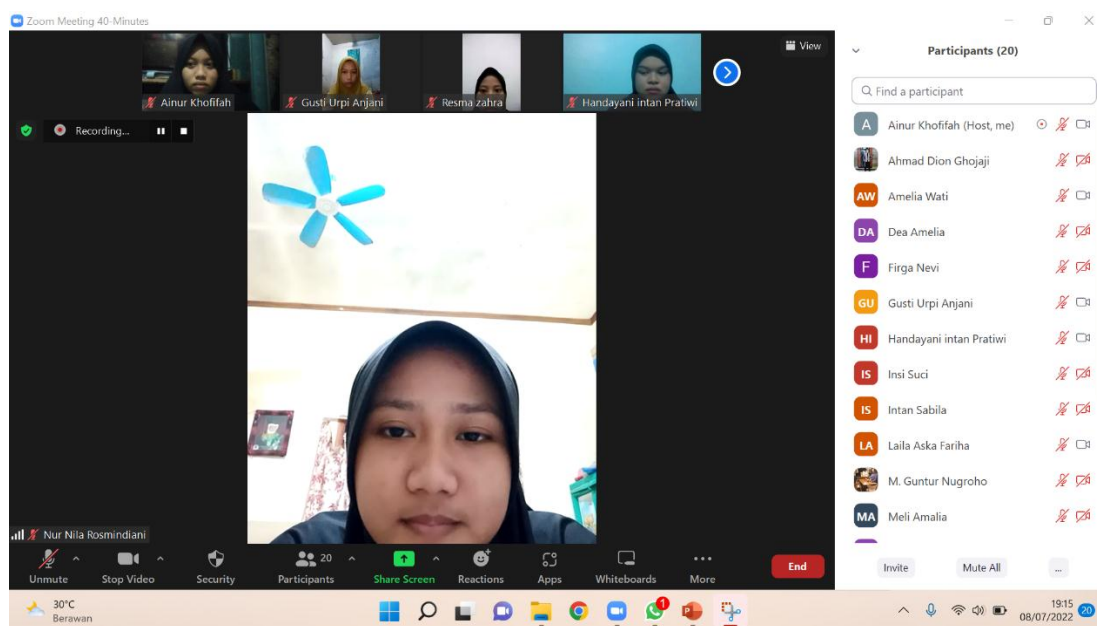 Zoom Meeting 40-Minutes
View
Ainur Khofifah
Gusti Urpi Anjani
Resma zahra
Handayani intan Pratiwi
Recording...
Nur Nila Rosmindiani
Unmute
Stop Video
Security
20
Participants
Share Screen
Reactions
Apps
Whiteboards
More
End
Participants (20)
Find a participant
A Ainur Khofifah (Host, me)
Ahmad Dion Ghojaji
AW Amelia Wati
DA Dea Amelia
F Firga Nevi
GU Gusti Urpi Anjani
HI Handayani intan Pratiwi
IS Insi Suci
IS Intan Sabila
LA Laila Aska Fariha
M. Guntur Nugroho
MA Meli Amalia
Invite
Mute All
...
30°C
Berawan
1
19:15
08/07/2022
20